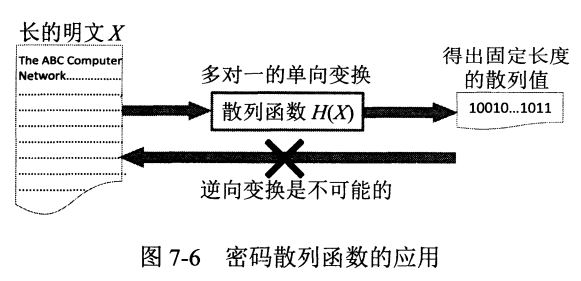 长的明文 X
The ABC Computer
Network..................
多对一的单向变换
散列函数 H(X)
得出固定长度
的散列值
10010...1011
逆向变换是不可能的
图 7-6 密码散列函数的应用